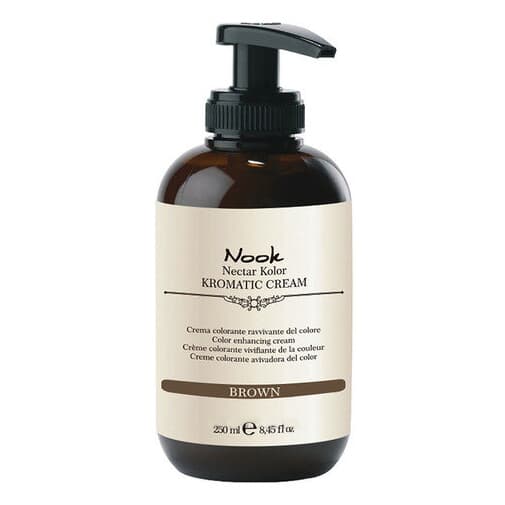 Nook
Nectar Kolor
KROMATIC CREAM
Crema colorante ravvivante del colore
Color enhancing cream
Crème colorante vivifiante de la couleur
Creme colorante avivadora del color
BROWN
250 ml e 8,45 fl oz